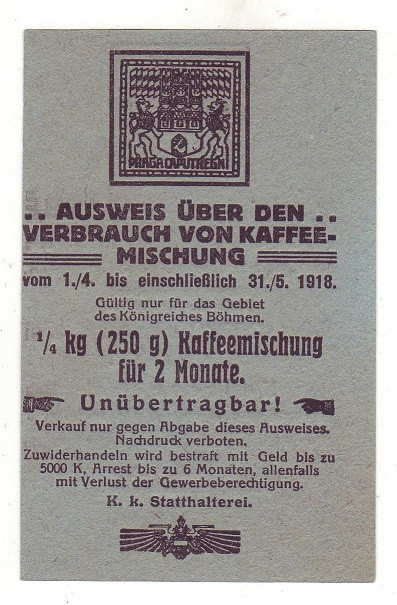 PRAGA CAPUT REGNI
.. AUSWEIS ÜBER DEN ..
VERBRAUCH VON KAFFEE-
MISCHUNG
vom 1./4. bis einschließlich 31./5. 1918.
Gültig nur für das Gebiet
des Königreiches Böhmen.
1/4 kg (250 g) Kaffeemischung
für 2 Monate.
Unübertragbar!
Verkauf nur gegen Abgabe dieses Ausweises.
Nachdruck verboten.
Zuwiderhandeln wird bestraft mit Geld bis zu
5000 K, Arrest bis zu 6 Monaten, allenfalls
mit Verlust der Gewerbeberechtigung.
K. k. Statthalterei.